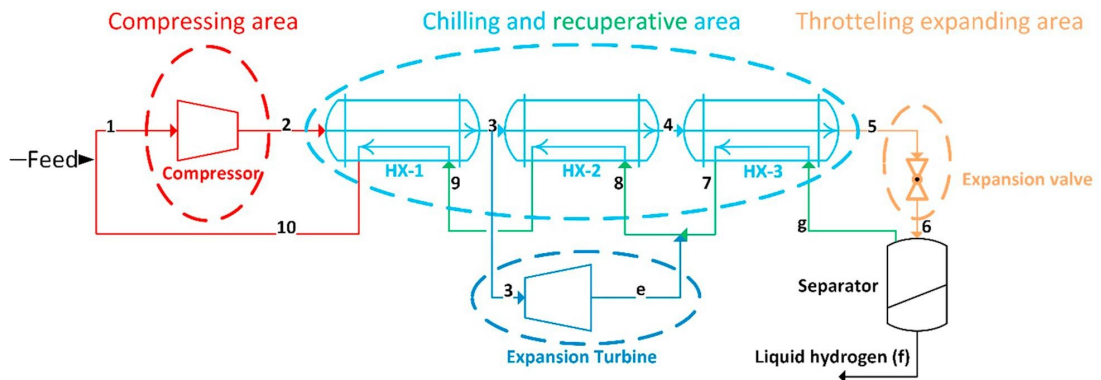 Compressing area
Chilling and recuperative area
Throtteling expanding area
Feed
1
2
3
4
5
Compressor
HX-1
9
HX-2
8
7
HX-3
Expansion valve
10
g
6
3
e
Separator
Expansion Turbine
Liquid hydrogen (f)